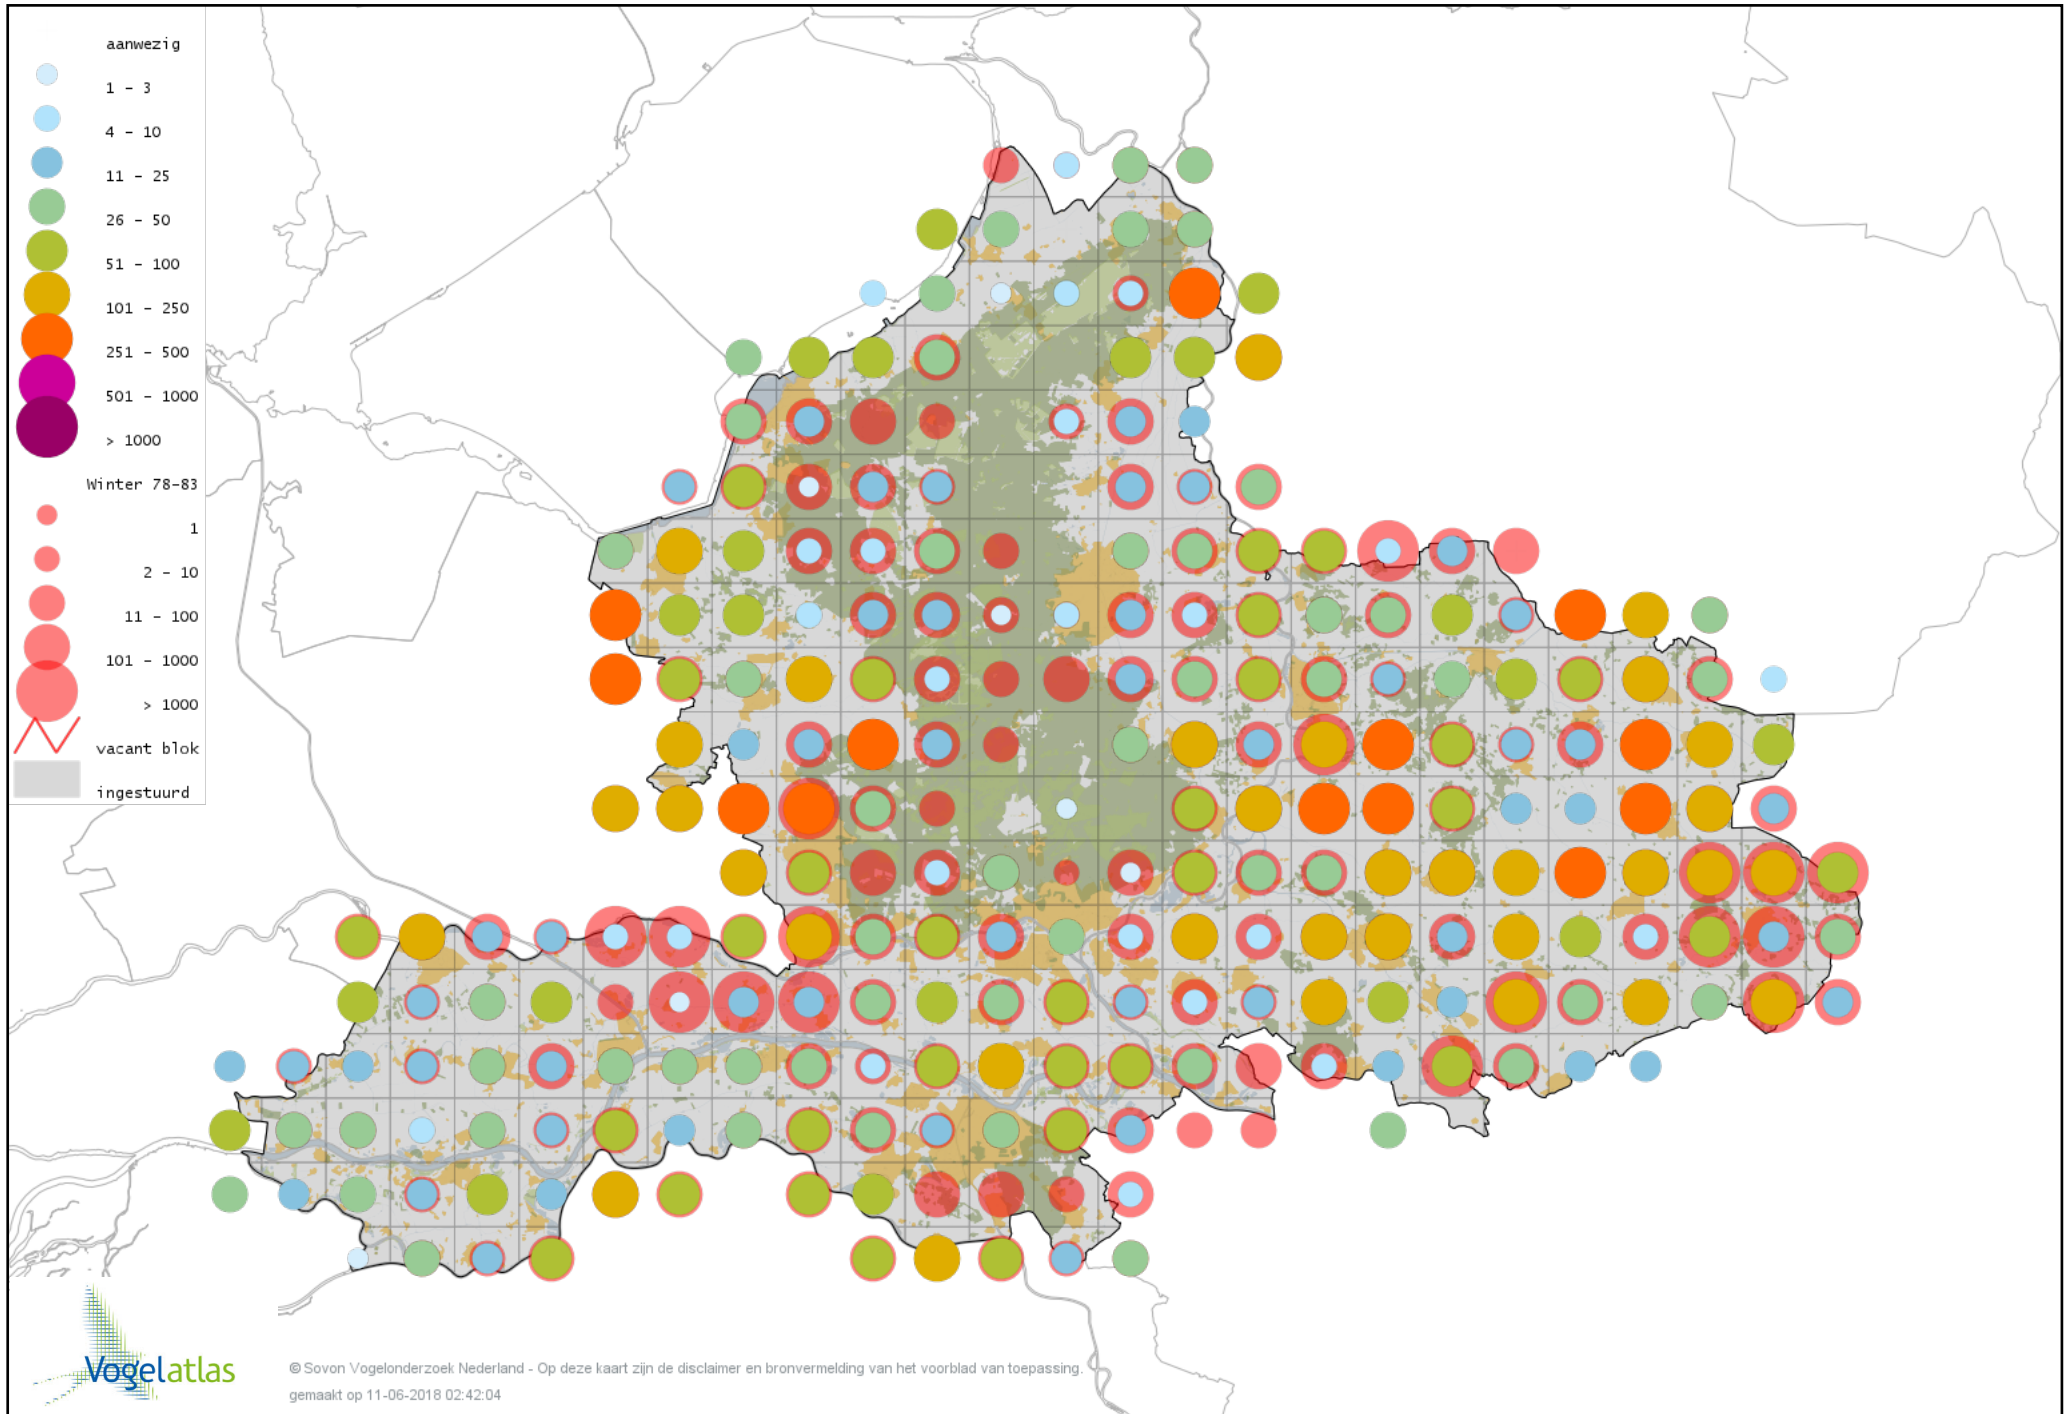 aanwezig
1 - 3
4 - 10
11 - 25
26 - 50
51 - 100
101 - 250
251 - 500
501 - 1000
> 1000
Winter 78-83
1
2 - 10
11 - 100
101 - 1000
> 1000
vacant blok
ingestuurd
Vogelatlas
© Sovon Vogelonderzoek Nederland - Op deze kaart zijn de disclaimer en bronvermelding van het voorblad van toepassing.
gemaakt op 11-06-2018 02:42:04